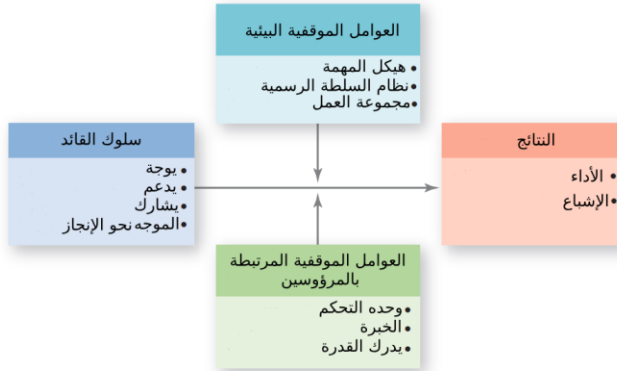 العوامل الموقفية البيئية
• هيكل المهمة
• نظام السلطة الرسمية
• مجموعة العمل
سلوك القائد
• يوجة
• يدعم
• يشارك
• الموجه نحو الإنجاز
النتائج
• الأداء
• الإشباع
العوامل الموقفية المرتبطة
بالمرؤوسين
• وحده التحكم
• الخبرة
• يدرك القدرة